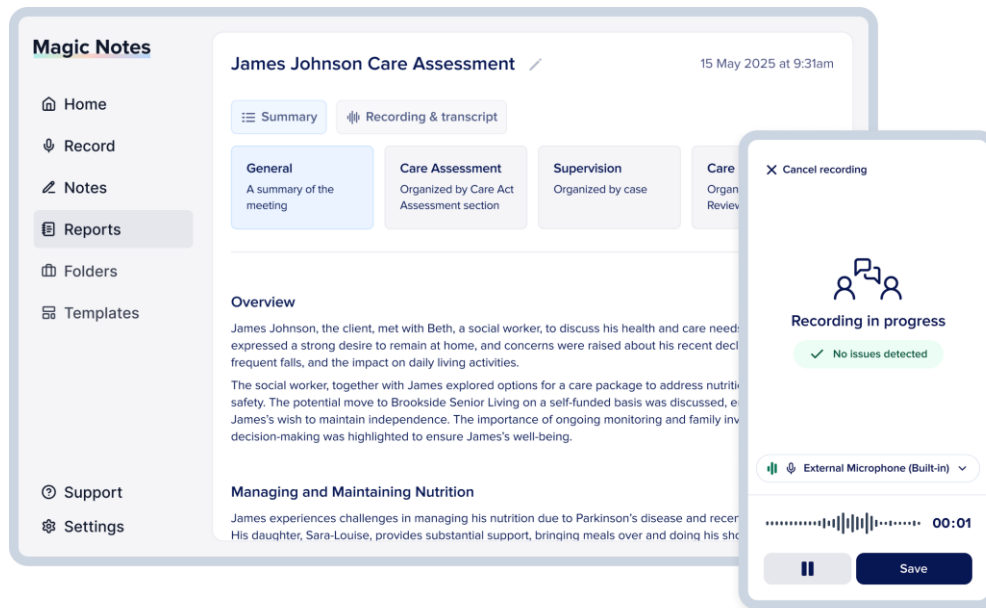 Magic Notes
Home
Record
Notes
Reports
Folders
Templates
Support
Settings
James Johnson Care Assessment
15 May 2025 at 9:31am
Summary
Recording & transcript
General
A summary of the
meeting
Care Assessment
Organized by Care Act
Assessment section
Supervision
Organized by case
Care
Organ
Review
Overview
James Johnson, the client, met with Beth, a social worker, to discuss his health and care needs
expressed a strong desire to remain at home, and concerns were raised about his recent decl
frequent falls, and the impact on daily living activities.
The social worker, together with James explored options for a care package to address nutriti
safety. The potential move to Brookside Senior Living on a self-funded basis was discussed, e
James's wish to maintain independence. The importance of ongoing monitoring and family inv
decision-making was highlighted to ensure James's well-being.
Managing and Maintaining Nutrition
James experiences challenges in managing his nutrition due to Parkinson's disease and recen
His daughter, Sara-Louise, provides substantial support, bringing meals over and doing his sho
Cancel recording
Recording in progress
No issues detected
External Microphone (Built-in)
00:01
Save